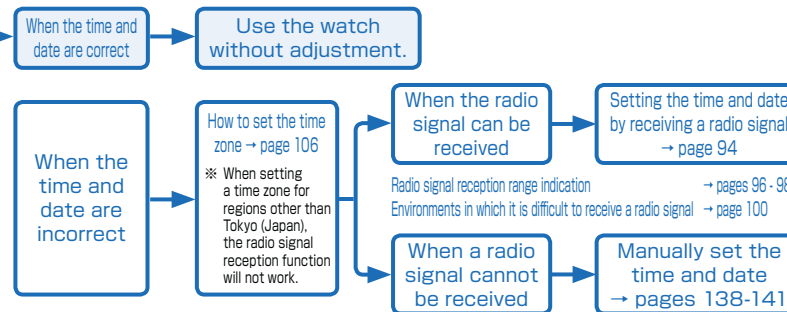 When the time and
date are correct
Use the watch
without adjustment.
When the
time and
date are
incorrect
How to set the time
zone → page 106
※ When setting
a time zone for
regions other than
Tokyo (Japan),
the radio signal
reception function
will not work.
When the radio
signal can be
received
Setting the time and date
by receiving a radio signal
→ page 94
Radio signal reception range indication → pages 96 - 98
Environments in which it is difficult to receive a radio signal → page 100
When a radio
signal cannot
be received
Manually set the
time and date
→ pages 138-141